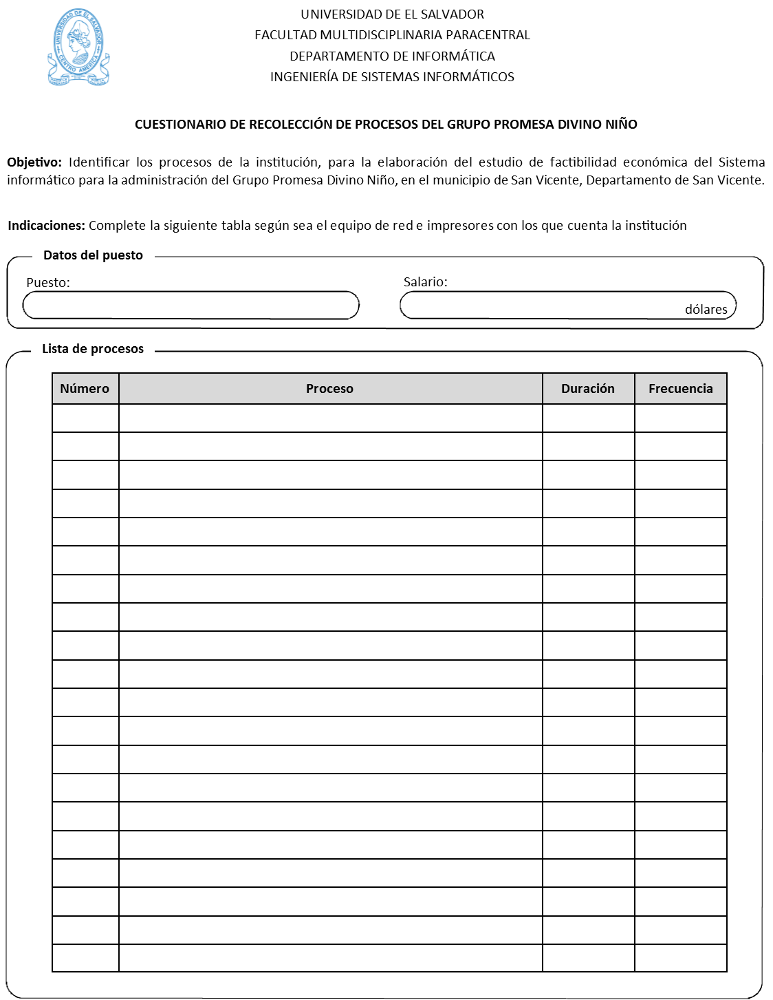 UNIVERSIDAD DE EL SALVADOR
CENTRO AMERICA
UNIVERSIDAD DE EL SALVADOR
FACULTAD MULTIDISCIPLINARIA PARACENTRAL
DEPARTAMENTO DE INFORMÁTICA
INGENIERÍA DE SISTEMAS INFORMÁTICOS
CUESTIONARIO DE RECOLECCIÓN DE PROCESOS DEL GRUPO PROMESA DIVINO NIÑO
Objetivo: Identificar los procesos de la institución, para la elaboración del estudio de factibilidad económica del Sistema
informático para la administración del Grupo Promesa Divino Niño, en el municipio de San Vicente, Departamento de San Vicente.
Indicaciones: Complete la siguiente tabla según sea el equipo de red e impresores con los que cuenta la institución
Datos del puesto
Puesto: Salario:
dólares
Lista de procesos
Número Proceso Duración Frecuencia